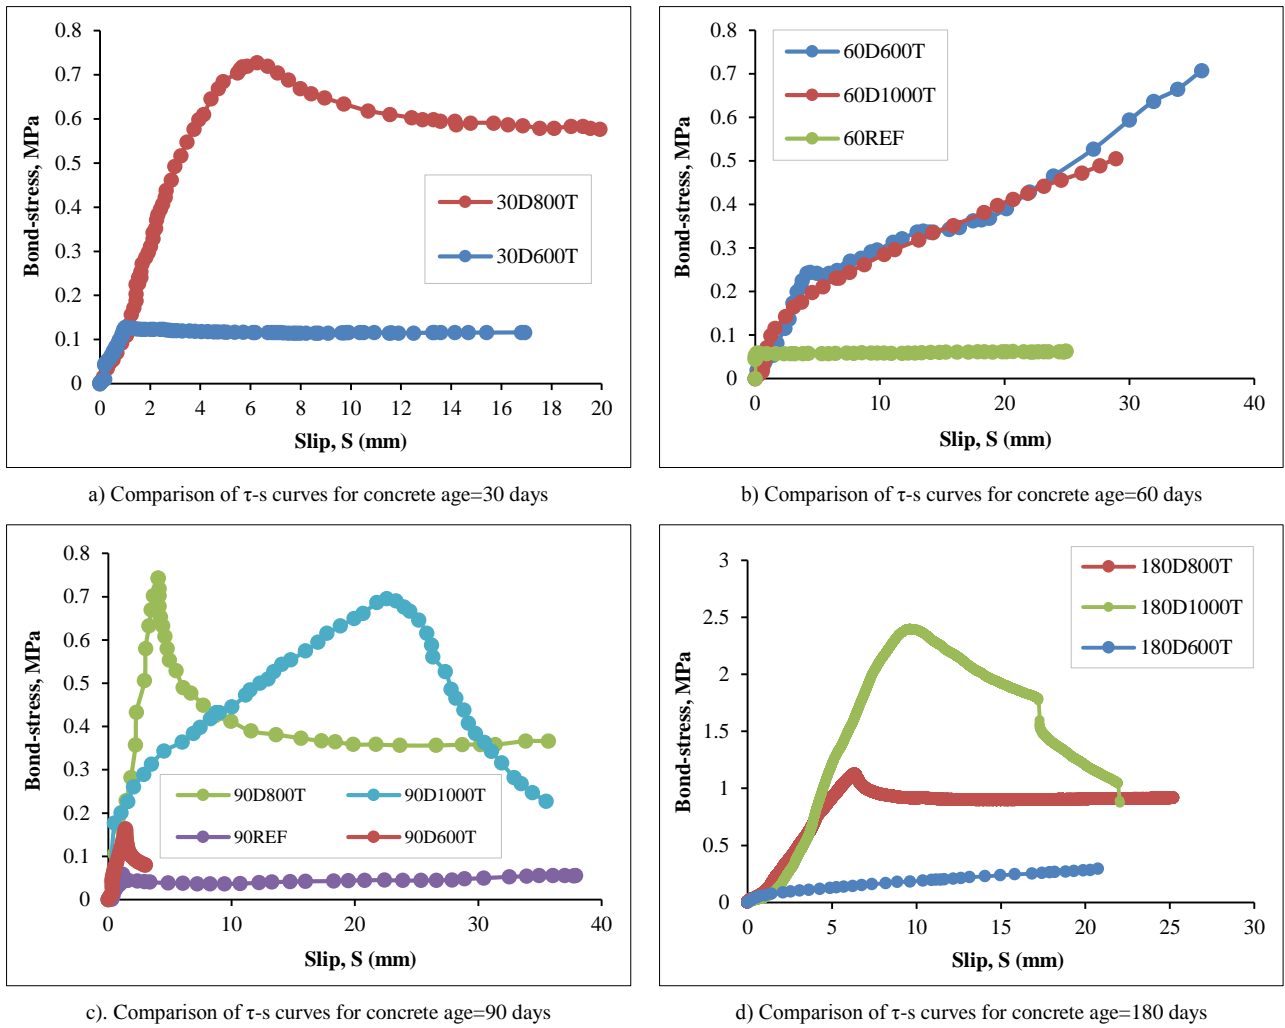 0.8
0.7
0.6
0.5
0.4
0.3
0.2
0.1
0
Bond-stress, MPa
30D800T
30D600T
0 2 4 6 8 10 12 14 16 18 20
Slip, S (mm)
a) Comparison of τ-s curves for concrete age=30 days
0.8
0.7
0.6
0.5
0.4
0.3
0.2
0.1
0
Bond-stress, MPa
60D600T
60D1000T
60REF
0 10 20 30 40
Slip, S (mm)
b) Comparison of τ-s curves for concrete age=60 days
0.8
0.7
0.6
0.5
0.4
0.3
0.2
0.1
0
Bond-stress, MPa
90D800T 90D1000T
90REF 90D600T
0 10 20 30 40
Slip, S (mm)
c). Comparison of τ-s curves for concrete age=90 days
3
2.5
2
1.5
1
0.5
0
Bond-stress, MPa
180D800T
180D1000T
180D600T
0 5 10 15 20 25 30
Slip, S (mm)
d) Comparison of τ-s curves for concrete age=180 days